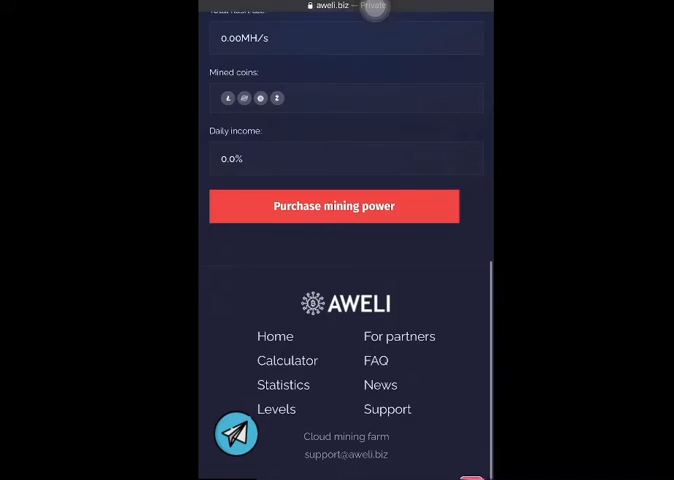 aweli.biz — Private
0.00MH/s
Mined coins:
Daily income:
0.0%
Purchase mining power
AWELI
Home
For partners
Calculator
FAQ
Statistics
News
Levels
Support
Cloud mining farm
support@aweli.biz